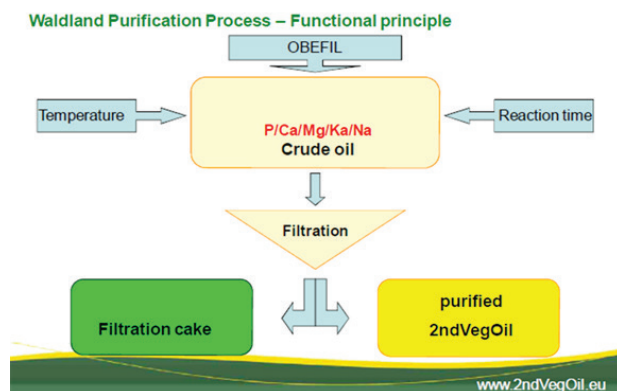 Waldland Purification Process – Functional principle
OBEFIL
Temperature
Reaction time
P/Ca/Mg/Ka/Na
Crude oil
Filtration
Filtration cake
purified
2ndVegOil
www.2ndVegOil.eu